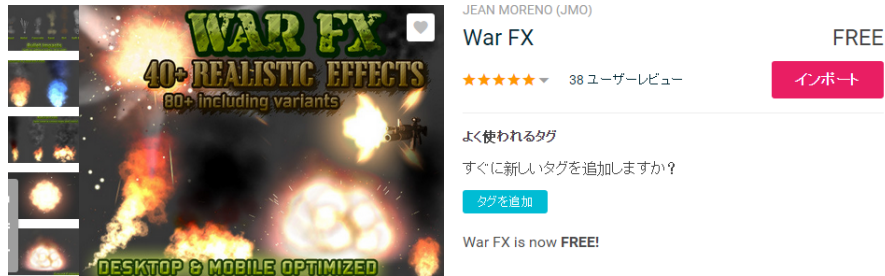 WAR FX
40+ REALISTIC EFFECTS
80+ including variants
DESKTOP & MOBILE OPTIMIZED
JEAN MORENO (JMO)
War FX
FREE
38 ユーザーレビュー
インポート
よく使われるタグ
すぐに新しいタグを追加しますか？
タグを追加
War FX is now FREE!